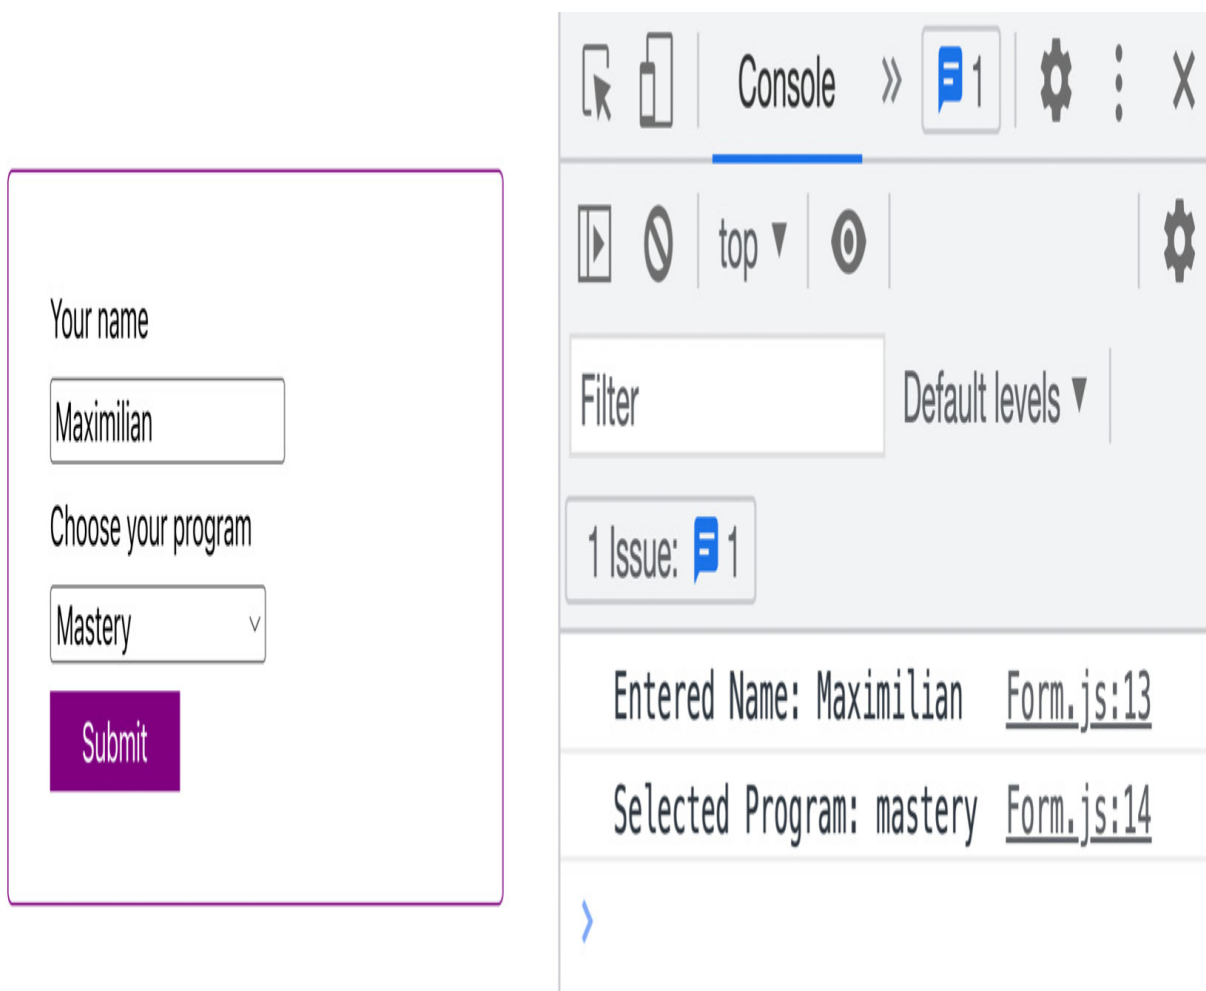 Your name
Maximilian
Choose your program
Mastery
Submit
Console 1
top
Filter Default levels
1 Issue: 1
Entered Name: Maximilian Form.js:13
Selected Program: mastery Form.js:14